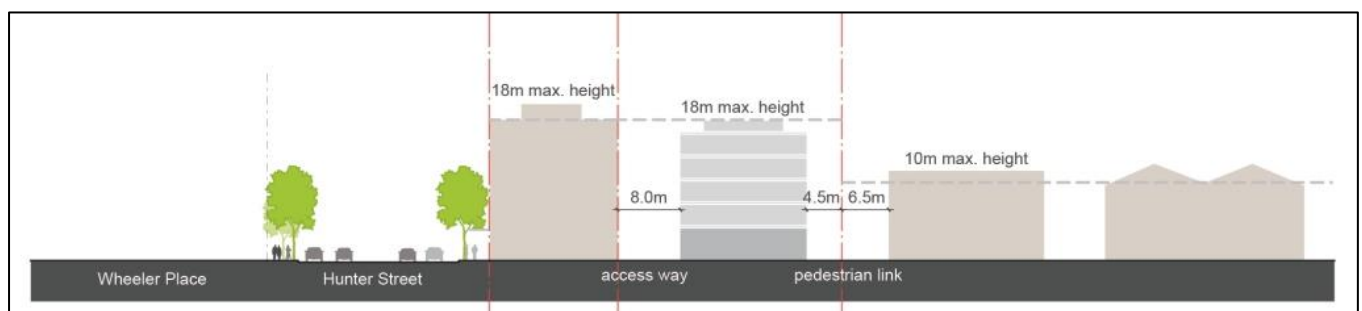 18m max. height
18m max. height
10m max. height
8.0m
4.5m
6.5m
Wheeler Place
Hunter Street
access way
pedestrian link